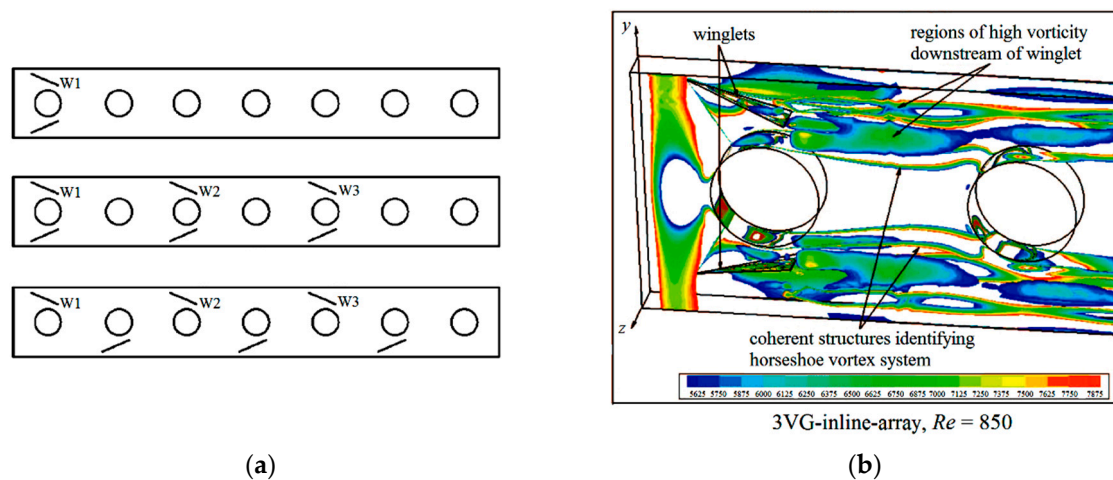 W1
W1
W2
W3
W1
W2
W3
(a)
y
z
winglets
regions of high vorticity
downstream of winglet
coherent structures identifying
horseshoe vortex system
5625 5750 5875 6000 6125 6250 6375 6500 6625 6750 6875 7000 7125 7250 7375 7500 7625 7750 7875
3VG-inline-array, Re = 850
(b)